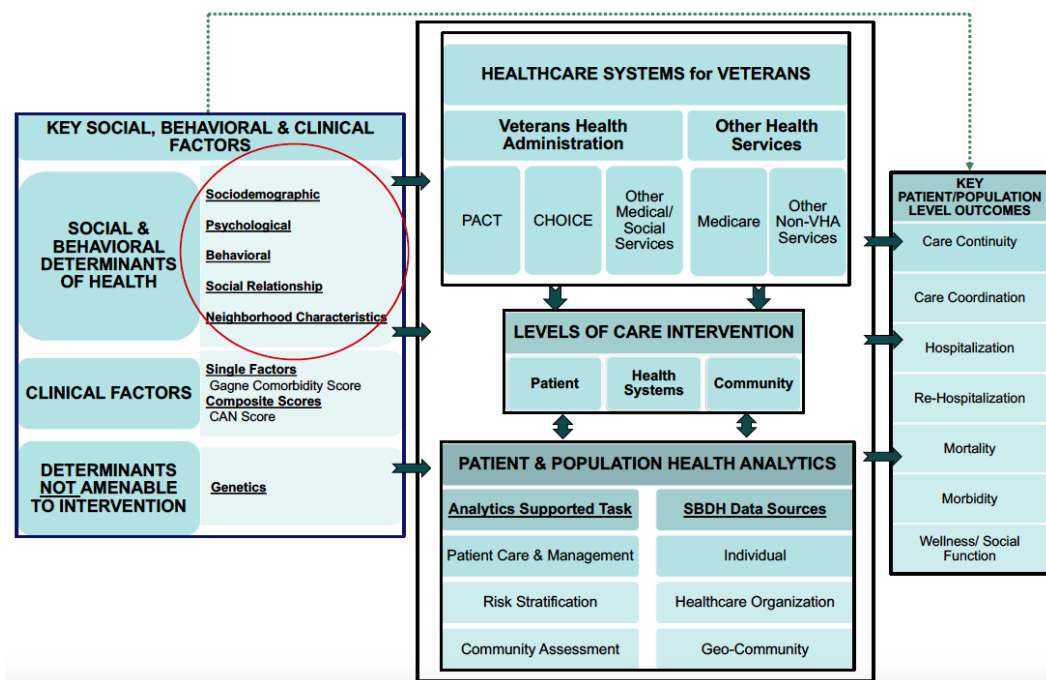 HEALTHCARE SYSTEMS for VETERANS
Veterans Health
Administration
Other Health
Services
PACT
CHOICE
Other
Medical/
Social
Services
Medicare
Other
Non-VHA
Services
KEY SOCIAL, BEHAVIORAL & CLINICAL
FACTORS
SOCIAL &
BEHAVIORAL
DETERMINANTS
OF HEALTH
Sociodemographic
Psychological
Behavioral
Social Relationship
Neighborhood Characteristics
CLINICAL FACTORS
Single Factors
Gagne Comorbidity Score
Composite Scores
CAN Score
DETERMINANTS
NOT AMENABLE
TO INTERVENTION
Genetics
LEVELS OF CARE INTERVENTION
Patient
Health
Systems
Community
PATIENT & POPULATION HEALTH ANALYTICS
Analytics Supported Task
SBDH Data Sources
Patient Care & Management
Individual
Risk Stratification
Healthcare Organization
Community Assessment
Geo-Community
KEY
PATIENT/POPULATION
LEVEL OUTCOMES
Care Continuity
Care Coordination
Hospitalization
Re-Hospitalization
Mortality
Morbidity
Wellness/ Social
Function